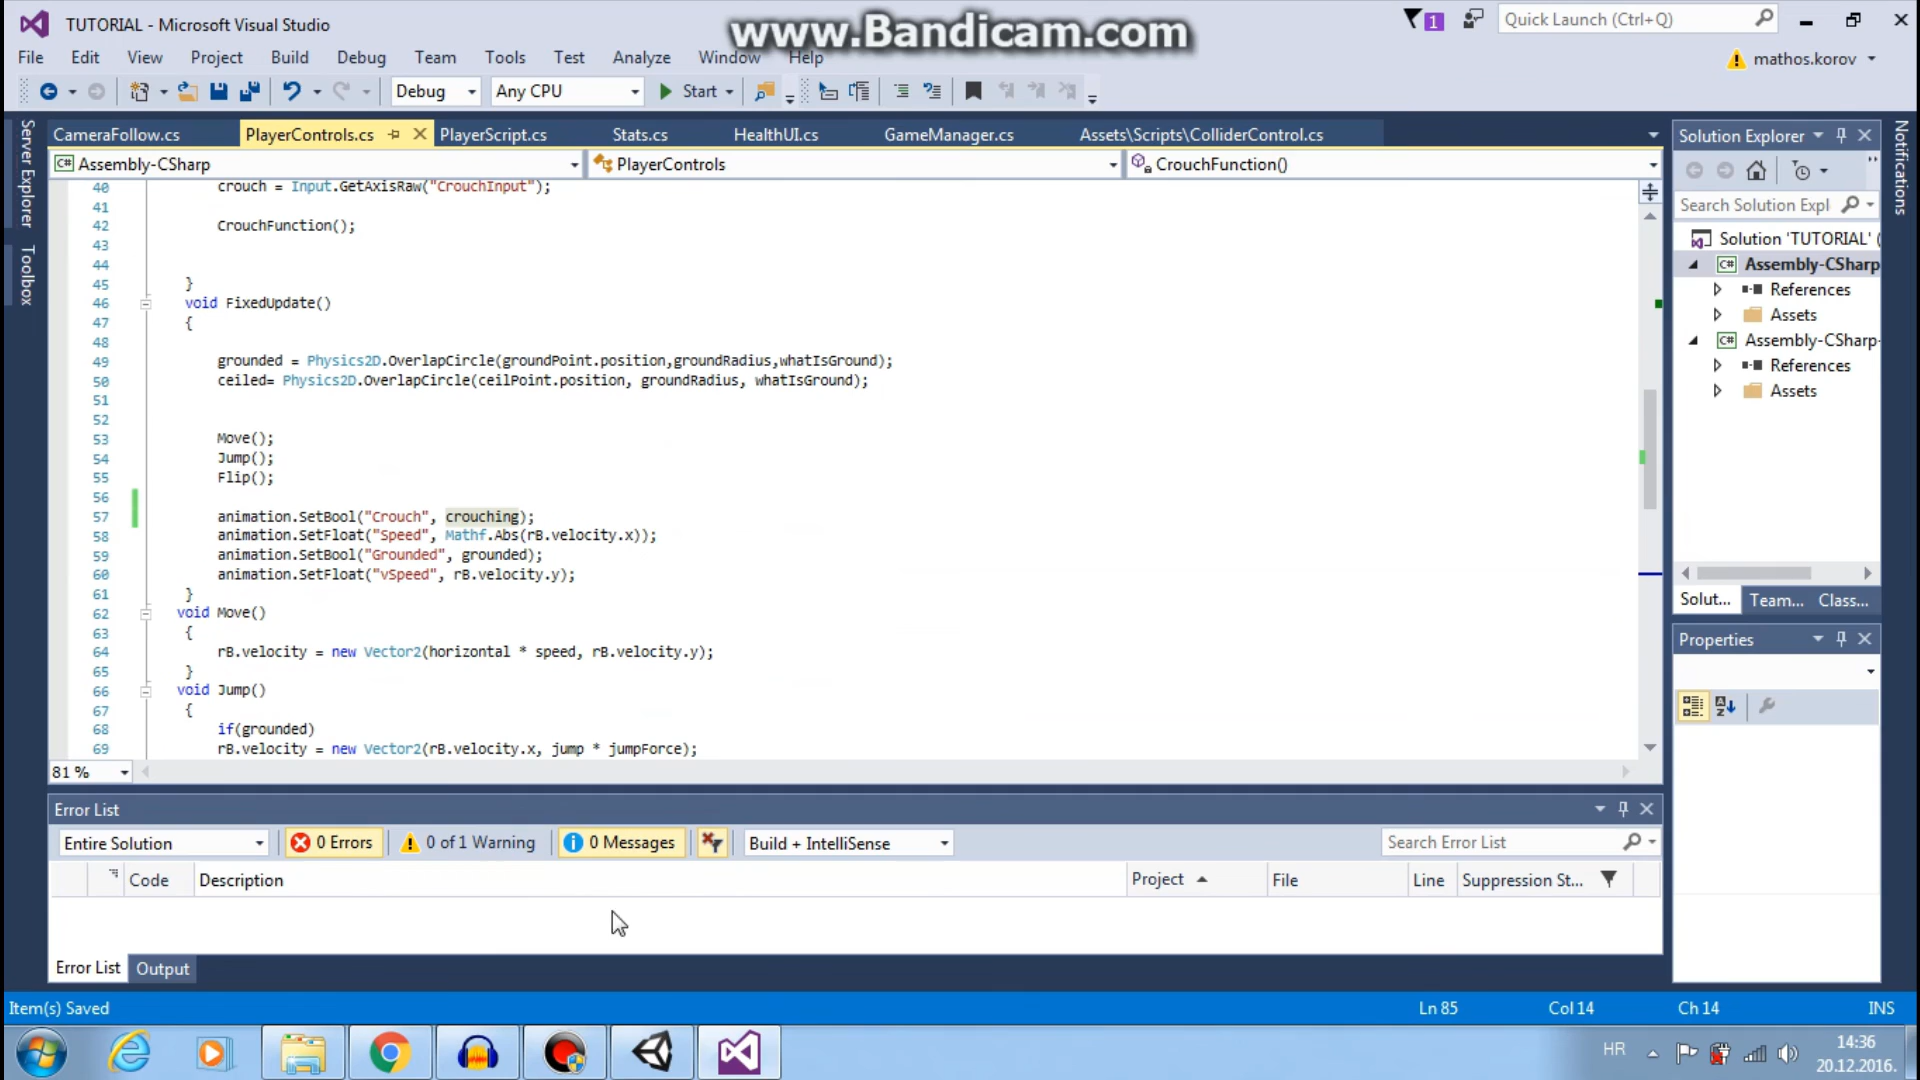 TUTORIAL - Microsoft Visual Studio
www.Bandicam.com
1
Quick Launch (Ctrl+Q)
File Edit View Project Build Debug Team Tools Test Analyze Window Help
mathos.korov
Debug Any CPU Start
CameraFollow.cs PlayerControls.cs PlayerScript.cs Stats.cs HealthUI.cs GameManager.cs Assets\Scripts\ColliderControl.cs
Assembly-CSharp PlayerControls CrouchFunction()
40 crouch = Input.GetAxisRaw("CrouchInput");
41
42 CrouchFunction();
43
44
45 }
46 void FixedUpdate()
47 {
48
49 grounded = Physics2D.OverlapCircle(groundPoint.position,groundRadius,whatIsGround);
50 ceiled= Physics2D.OverlapCircle(ceilPoint.position, groundRadius, whatIsGround);
51
52
53 Move();
54 Jump();
55 Flip();
56
57 animation.SetBool("Crouch", crouching);
58 animation.SetFloat("Speed", Mathf.Abs(rB.velocity.x));
59 animation.SetBool("Grounded", grounded);
60 animation.SetFloat("vSpeed", rB.velocity.y);
61 }
62 void Move()
63 {
64 rB.velocity = new Vector2(horizontal * speed, rB.velocity.y);
65 }
66 void Jump()
67 {
68 if(grounded)
69 rB.velocity = new Vector2(rB.velocity.x, jump * jumpForce);
81 %
Server Explorer
Toolbox
Notifications
Solution Explorer
Search Solution Expl
Solution 'TUTORIAL' (
Assembly-CSharp
References
Assets
Assembly-CSharp-
References
Assets
Solut... Team... Class...
Properties
Error List
Entire Solution 0 Errors 0 of 1 Warning 0 Messages Build + IntelliSense Search Error List
Code Description Project File Line Suppression St...
Error List Output
Item(s) Saved Ln 85 Col 14 Ch 14 INS
HR
14:36
20.12.2016.